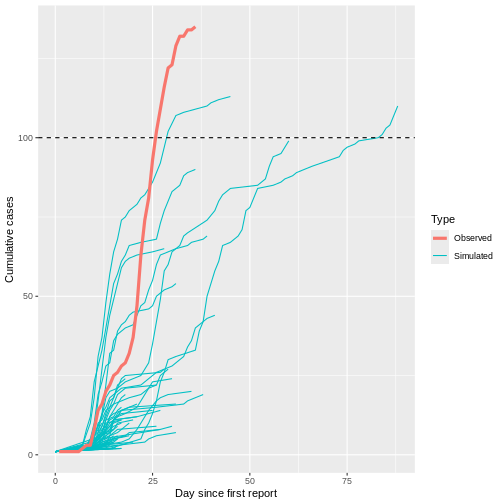 100
50
0
0
25
50
75
Cumulative cases
Day since first report
Type
Observed
Simulated